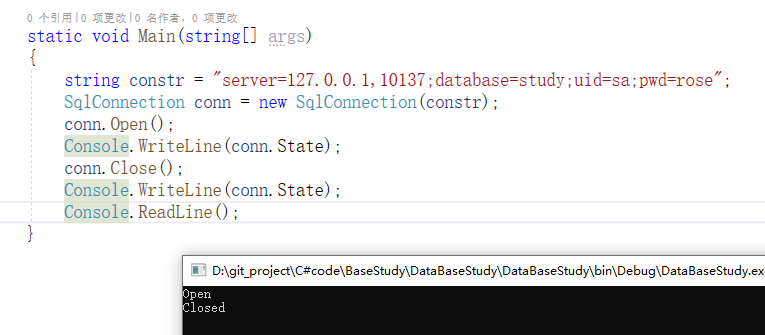 0 个引用|0 项更改|0 名作者, 0 项更改
static void Main(string[] args)
{
string constr = "server=127.0.0.1,10137;database=study;uid=sa;pwd=rose";
SqlConnection conn = new SqlConnection(constr);
conn.Open();
Console.WriteLine(conn.State);
conn.Close();
Console.WriteLine(conn.State);
Console.ReadLine();
}
D:\git_project\C#code\BaseStudy\DataBaseStudy\DataBaseStudy\bin\Debug\DataBaseStudy.exe
Open
Closed